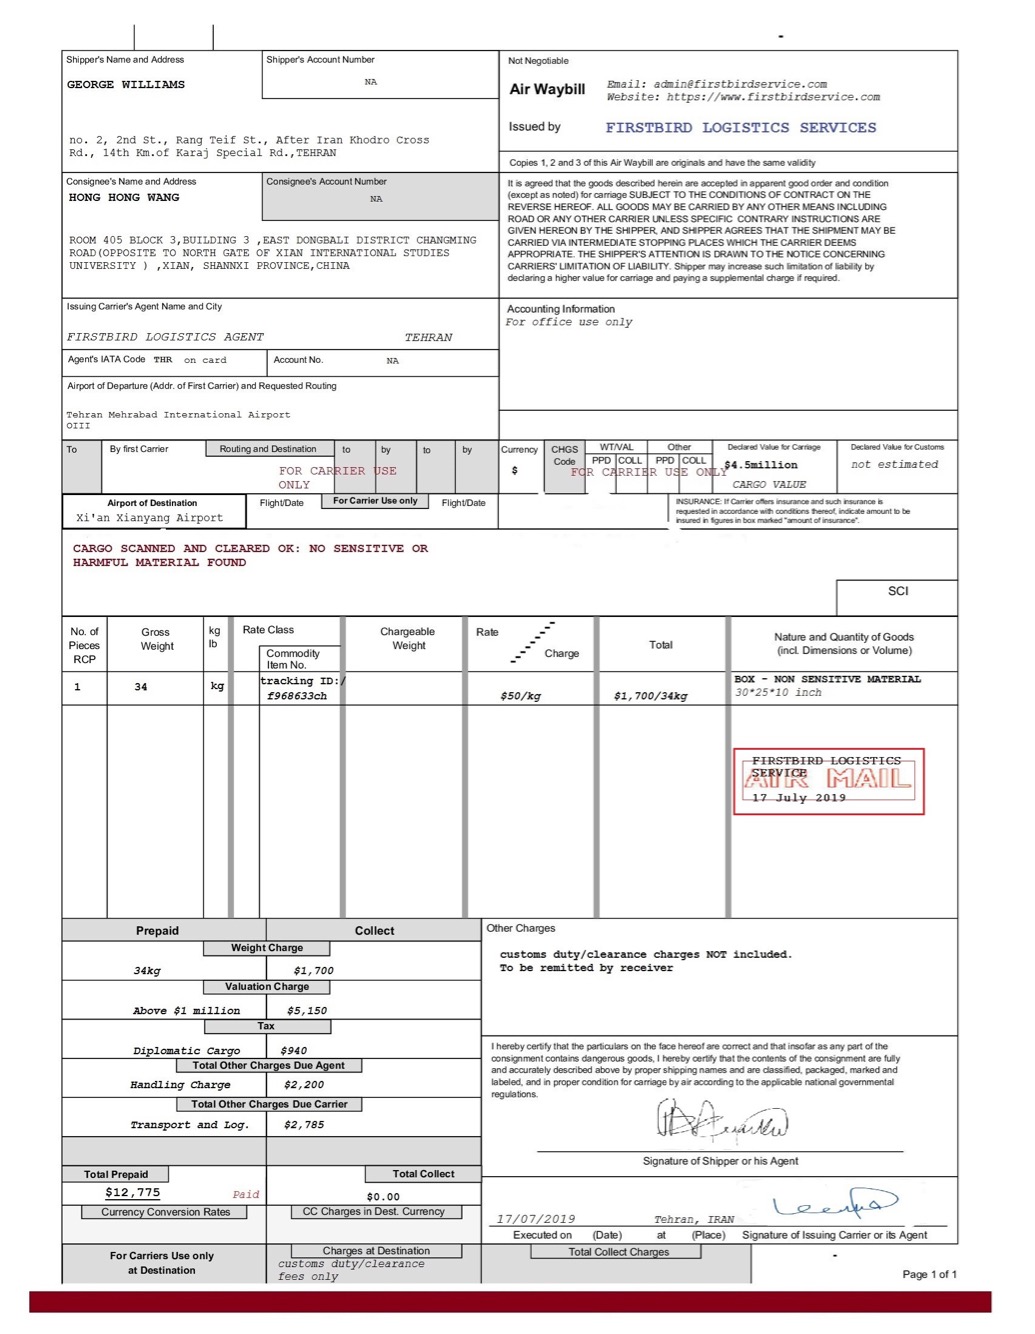 Shipper's Name and Address
GEORGE WILLIAMS
Shipper's Account Number
NA
no. 2, 2nd St., Rang Teif St., After Iran Khodro Cross
Rd., 14th Km.of Karaj Special Rd.,TEHRAN
Not Negotiable
Air Waybill
Email: admin@firstbirdservice.com
Website: https://www.firstbirdservice.com
Issued by
FIRSTBIRD LOGISTICS SERVICES
Copies 1, 2 and 3 of this Air Waybill are originals and have the same validity
Consignee's Name and Address
HONG HONG WANG
Consignee's Account Number
NA
ROOM 405 BLOCK 3,BUILDING 3 ,EAST DONGBALI DISTRICT CHANGMING
ROAD(OPPOSITE TO NORTH GATE OF XIAN INTERNATIONAL STUDIES
UNIVERSITY ) ,XIAN, SHANNXI PROVINCE,CHINA
It is agreed that the goods described herein are accepted in apparent good order and condition
(except as noted) for carriage SUBJECT TO THE CONDITIONS OF CONTRACT ON THE
REVERSE HEREOF. ALL GOODS MAY BE CARRIED BY ANY OTHER MEANS INCLUDING
ROAD OR ANY OTHER CARRIER UNLESS SPECIFIC CONTRARY INSTRUCTIONS ARE
GIVEN HEREON BY THE SHIPPER, AND SHIPPER AGREES THAT THE SHIPMENT MAY BE
CARRIED VIA INTERMEDIATE STOPPING PLACES WHICH THE CARRIER DEEMS
APPROPRIATE. THE SHIPPER'S ATTENTION IS DRAWN TO THE NOTICE CONCERNING
CARRIERS' LIMITATION OF LIABILITY. Shipper may increase such limitation of liability by
declaring a higher value for carriage and paying a supplemental charge if required.
Issuing Carrier's Agent Name and City
FIRSTBIRD LOGISTICS AGENT TEHRAN
Agent's IATA Code THR on card
Account No. NA
Accounting Information
For office use only
Airport of Departure (Addr. of First Carrier) and Requested Routing
Tehran Mehrabad International Airport
OIII
To
By first Carrier
Routing and Destination
to
by
to
by
FOR CARRIER USE
ONLY
Currency
$
CHGS
Code
WT/VAL
PPD COLL
Other
PPD COLL
FOR CARRIER USE ONLY
Declared Value for Carriage
$4.5million
CARGO VALUE
Declared Value for Customs
not estimated
Airport of Destination
Xi'an Xianyang Airport
Flight/Date
For Carrier Use only
Flight/Date
INSURANCE: If Carrier offers insurance and such insurance is
requested in accordance with conditions thereof, indicate amount to be
insured in figures in box marked "amount of insurance".
CARGO SCANNED AND CLEARED OK: NO SENSITIVE OR
HARMFUL MATERIAL FOUND
SCI
No. of
Pieces
RCP
Gross
Weight
kg
lb
Rate Class
Commodity
Item No.
Chargeable
Weight
Rate
Charge
Total
Nature and Quantity of Goods
(incl. Dimensions or Volume)
1
34
kg
tracking ID:/
f968633ch
$50/kg
$1,700/34kg
BOX - NON SENSITIVE MATERIAL
30*25*10 inch
FIRSTBIRD LOGISTICS
SERVICE
AIR MAIL
17 July 2019
Prepaid
Collect
Weight Charge
34kg
$1,700
Valuation Charge
Above $1 million
$5,150
Tax
Diplomatic Cargo
$940
Total Other Charges Due Agent
Handling Charge
$2,200
Total Other Charges Due Carrier
Transport and Log.
$2,785
Other Charges
customs duty/clearance charges NOT included.
To be remitted by receiver
I hereby certify that the particulars on the face hereof are correct and that insofar as any part of the
consignment contains dangerous goods, I hereby certify that the contents of the consignment are fully
and accurately described above by proper shipping names and are classified, packaged, marked and
labeled, and in proper condition for carriage by air according to the applicable national governmental
regulations.
Signature of Shipper or his Agent
Total Prepaid
$12,775
Paid
Total Collect
$0.00
Currency Conversion Rates
CC Charges in Dest. Currency
17/07/2019
Tehran, IRAN
Executed on (Date) at (Place) Signature of Issuing Carrier or its Agent
For Carriers Use only
at Destination
Charges at Destination
customs duty/clearance
fees only
Total Collect Charges
Page 1 of 1